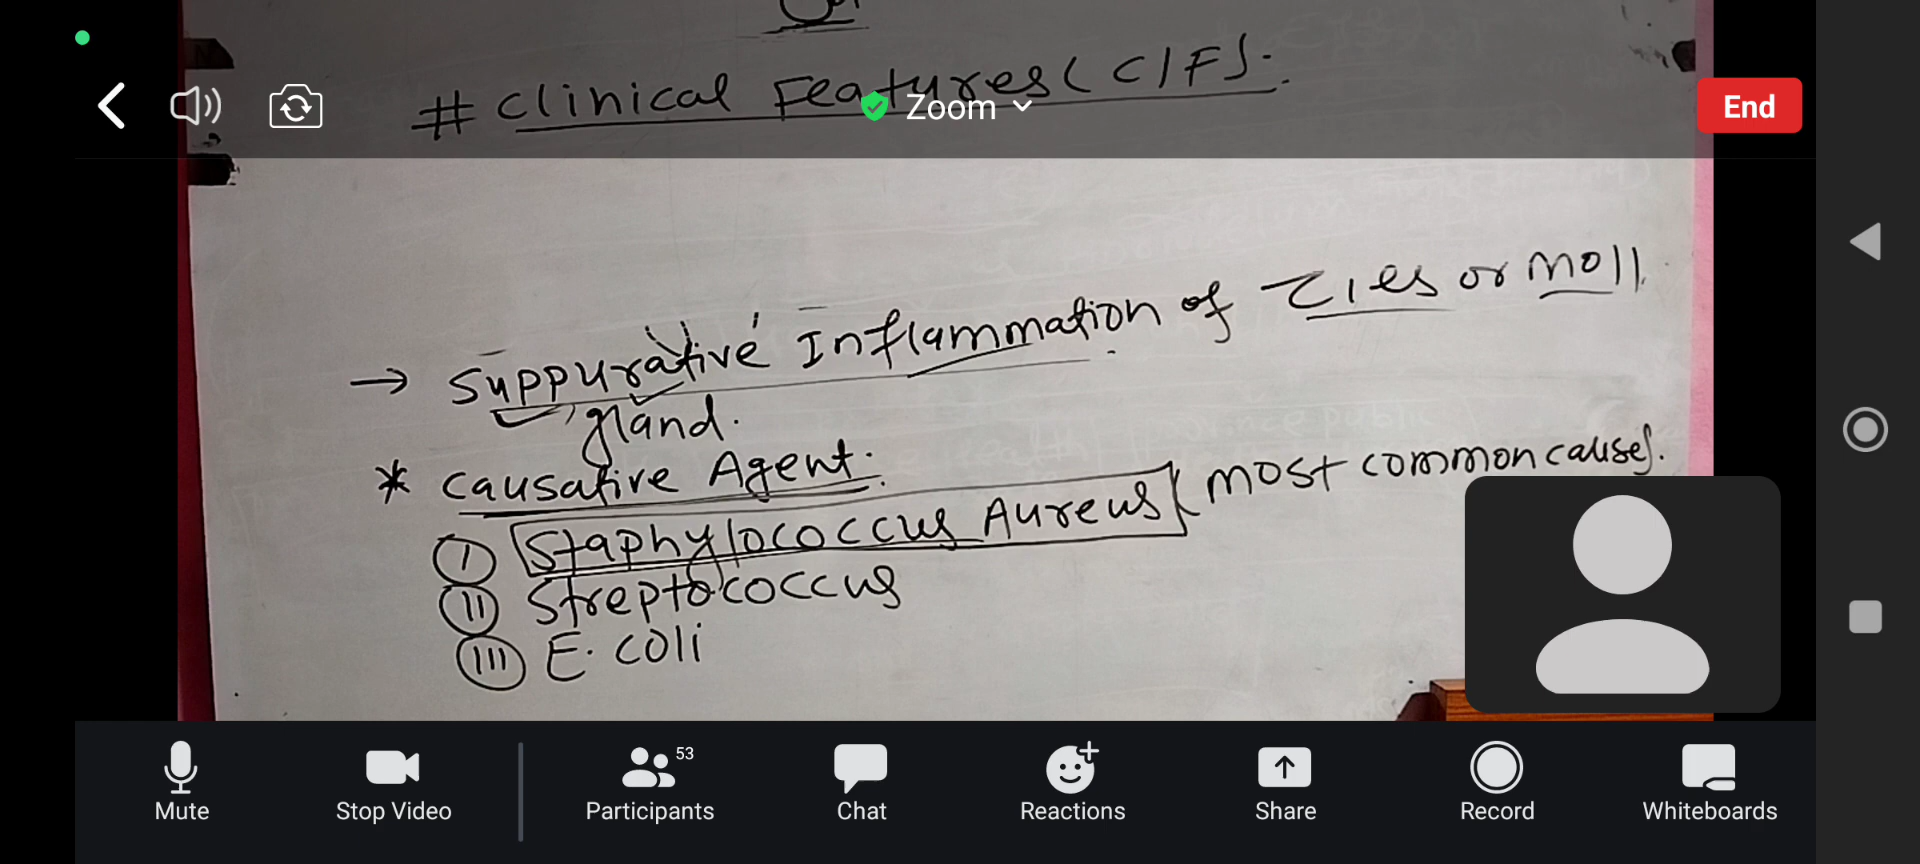 # Clinical Features (C/F).
Zoom
End
→ Suppurative Inflammation of Zies or Moll
gland.
* Causative Agent.
(I) Staphylococcus Aureus (most common cause).
(II) Streptococcus
(III) E. coli
53
Mute
Stop Video
Participants
Chat
Reactions
Share
Record
Whiteboards